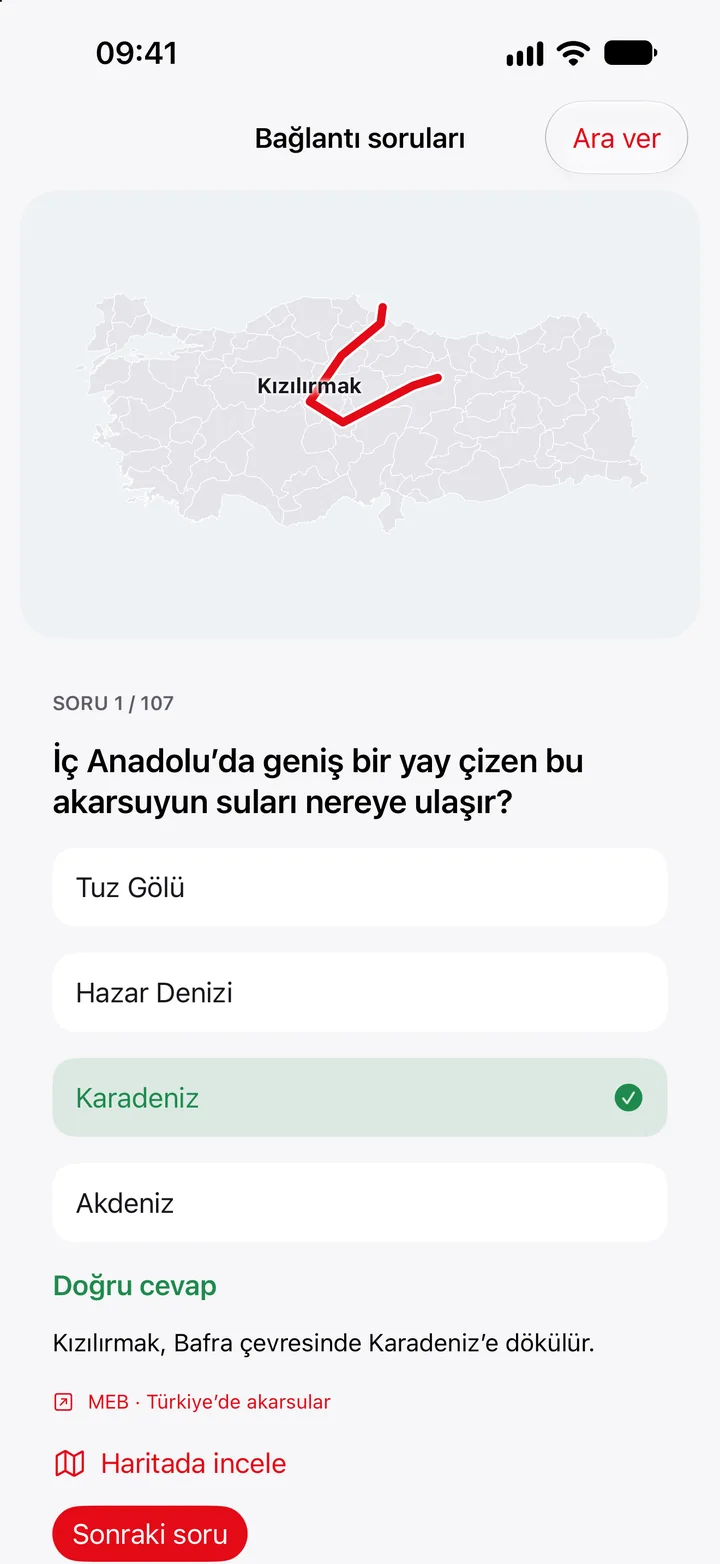 09:41
Bağlantı soruları
Ara ver
Kızılırmak
SORU 1 / 107
İç Anadolu’da geniş bir yay çizen bu
akarsuyun suları nereye ulaşır?
Tuz Gölü
Hazar Denizi
Karadeniz
Akdeniz
Doğru cevap
Kızılırmak, Bafra çevresinde Karadeniz’e dökülür.
MEB · Türkiye’de akarsular
Haritada incele
Sonraki soru